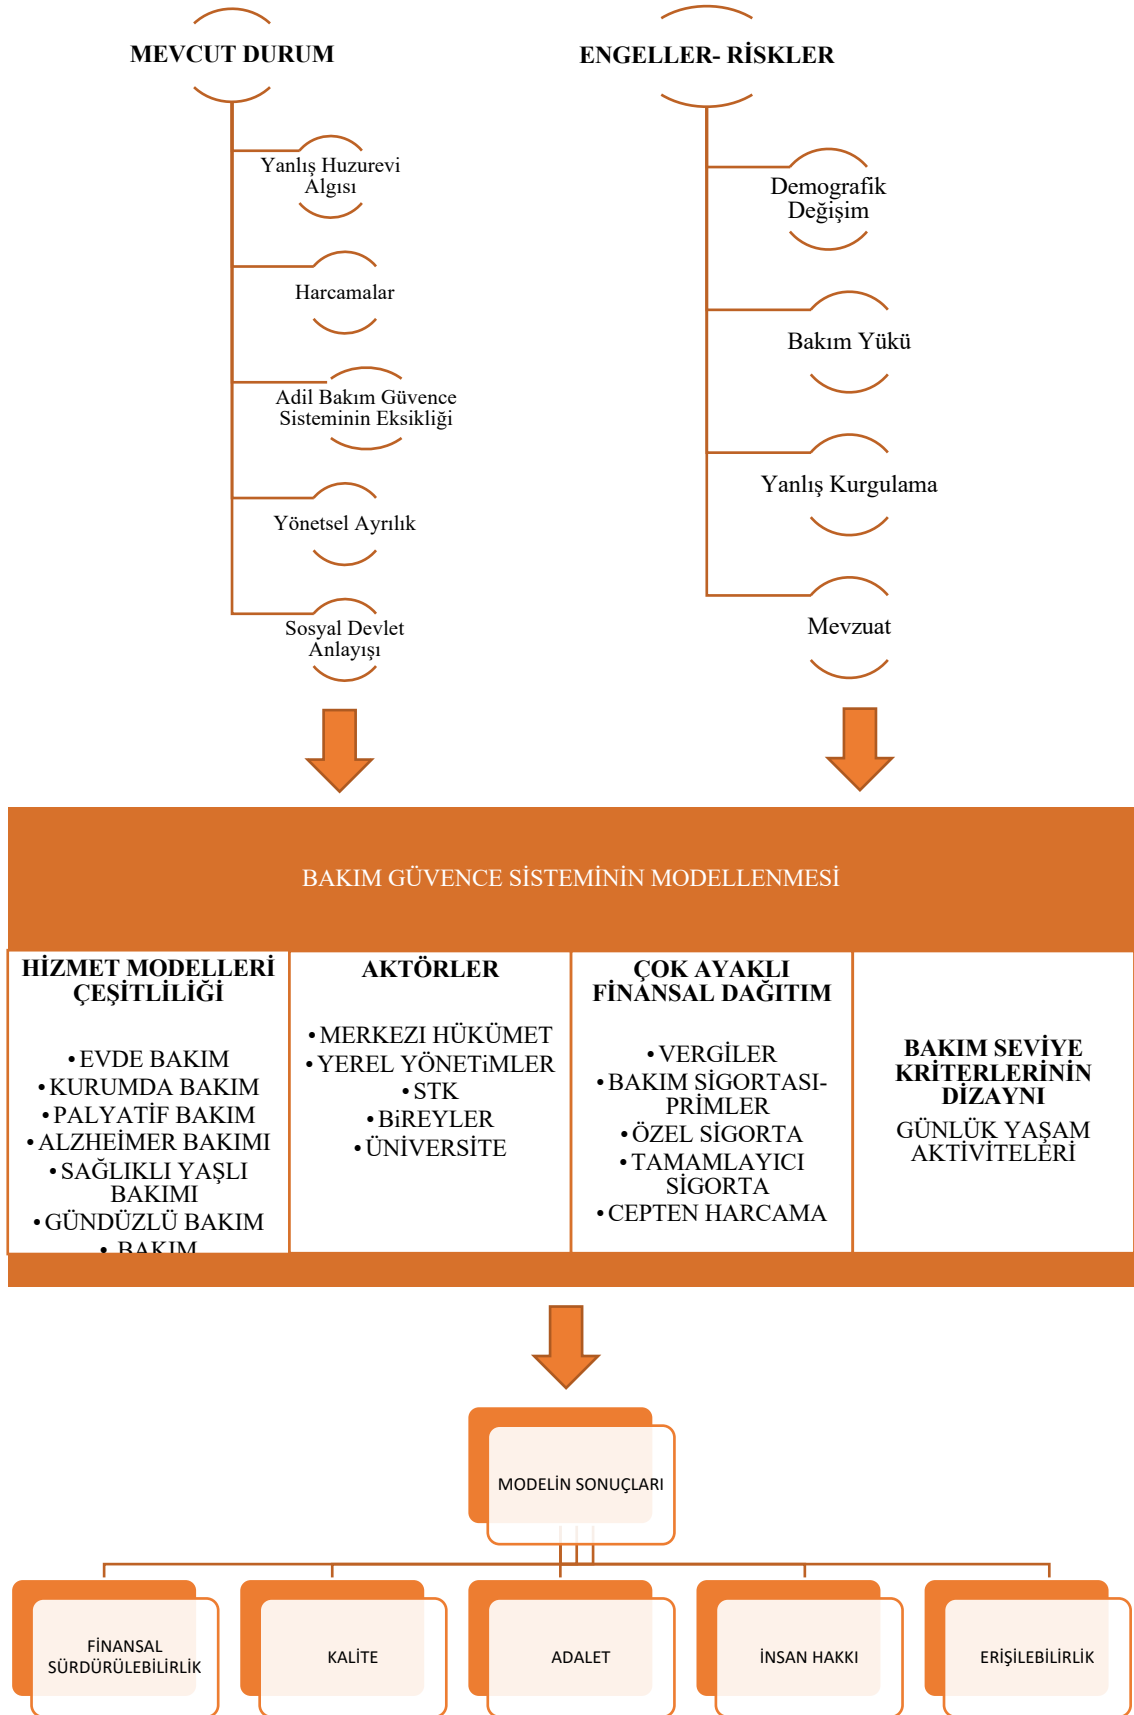 MEVCUT DURUM
Yanlış Huzurevi
Algısı
Harcamalar
Adil Bakım Güvence
Sisteminin Eksikliği
Yönetsel Ayrılık
Sosyal Devlet
Anlayışı
ENGELLER- RİSKLER
Demografik
Değişim
Bakım Yükü
Yanlış Kurgulama
Mevzuat
BAKIM GÜVENCE SİSTEMİNİN MODELLENMESİ
HİZMET MODELLERİ
ÇEŞİTLİLİĞİ
• EVDE BAKIM
• KURUMDA BAKIM
• PALYATİF BAKIM
• ALZHEİMER BAKIMI
• SAĞLIKLI YAŞLI
BAKIMI
• GÜNDÜZLÜ BAKIM
• BAKIM
AKTÖRLER
• MERKEZI HÜKÜMET
• YEREL YÖNETiMLER
• STK
• BiREYLER
• ÜNİVERSİTE
ÇOK AYAKLI
FİNANSAL DAĞITIM
• VERGİLER
• BAKIM SİGORTASI-
PRİMLER
• ÖZEL SİGORTA
• TAMAMLAYICI
SİGORTA
• CEPTEN HARCAMA
BAKIM SEVİYE
KRİTERLERİNİN
DİZAYNI
GÜNLÜK YAŞAM
AKTİVİTELERİ
MODELİN SONUÇLARI
FİNANSAL
SÜRDÜRÜLEBİLİRLİK
KALİTE
ADALET
İNSAN HAKKI
ERİŞİLEBİLİRLİK